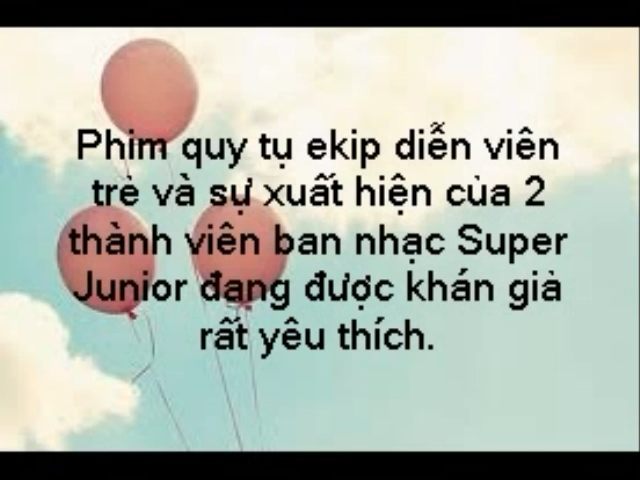 Phim quy tụ ekip diễn viên
trẻ và sự xuất hiện của 2
thành viên ban nhạc Super
Junior đang được khán giả
rất yêu thích.